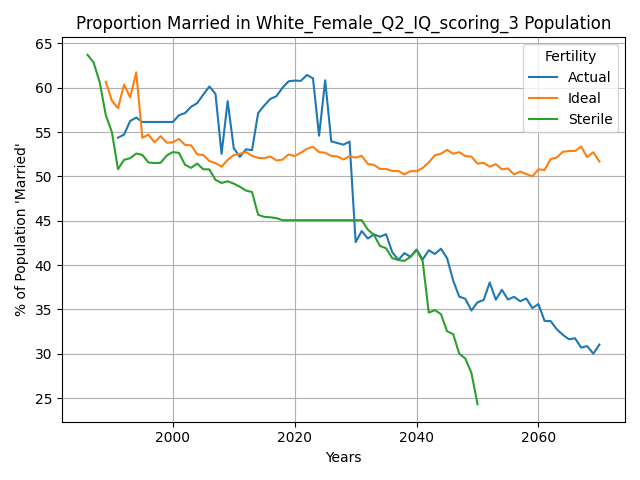 Proportion Married in White_Female_Q2_IQ_scoring_3 Population
% of Population 'Married'
65
60
55
50
45
40
35
30
25
Fertility
Actual
Ideal
Sterile
2000
2020
2040
2060
Years